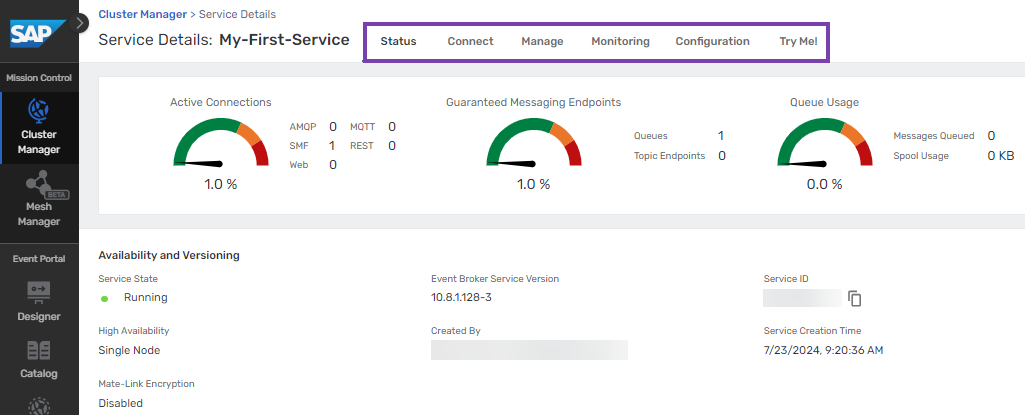 SAP
Cluster Manager > Service Details
Service Details: My-First-Service
Status Connect Manage Monitoring Configuration Try Me!
Mission Control
Cluster
Manager
BETA
Mesh
Manager
Event Portal
Designer
Catalog
Active Connections
AMQP 0 MQTT 0
SMF 1 REST 0
Web 0
1.0 %
Guaranteed Messaging Endpoints
Queues 1
Topic Endpoints 0
1.0 %
Queue Usage
Messages Queued 0
Spool Usage 0 KB
0.0 %
Availability and Versioning
Service State
Running
Event Broker Service Version
10.8.1.128-3
Service ID
High Availability
Single Node
Created By
Service Creation Time
7/23/2024, 9:20:36 AM
Mate-Link Encryption
Disabled